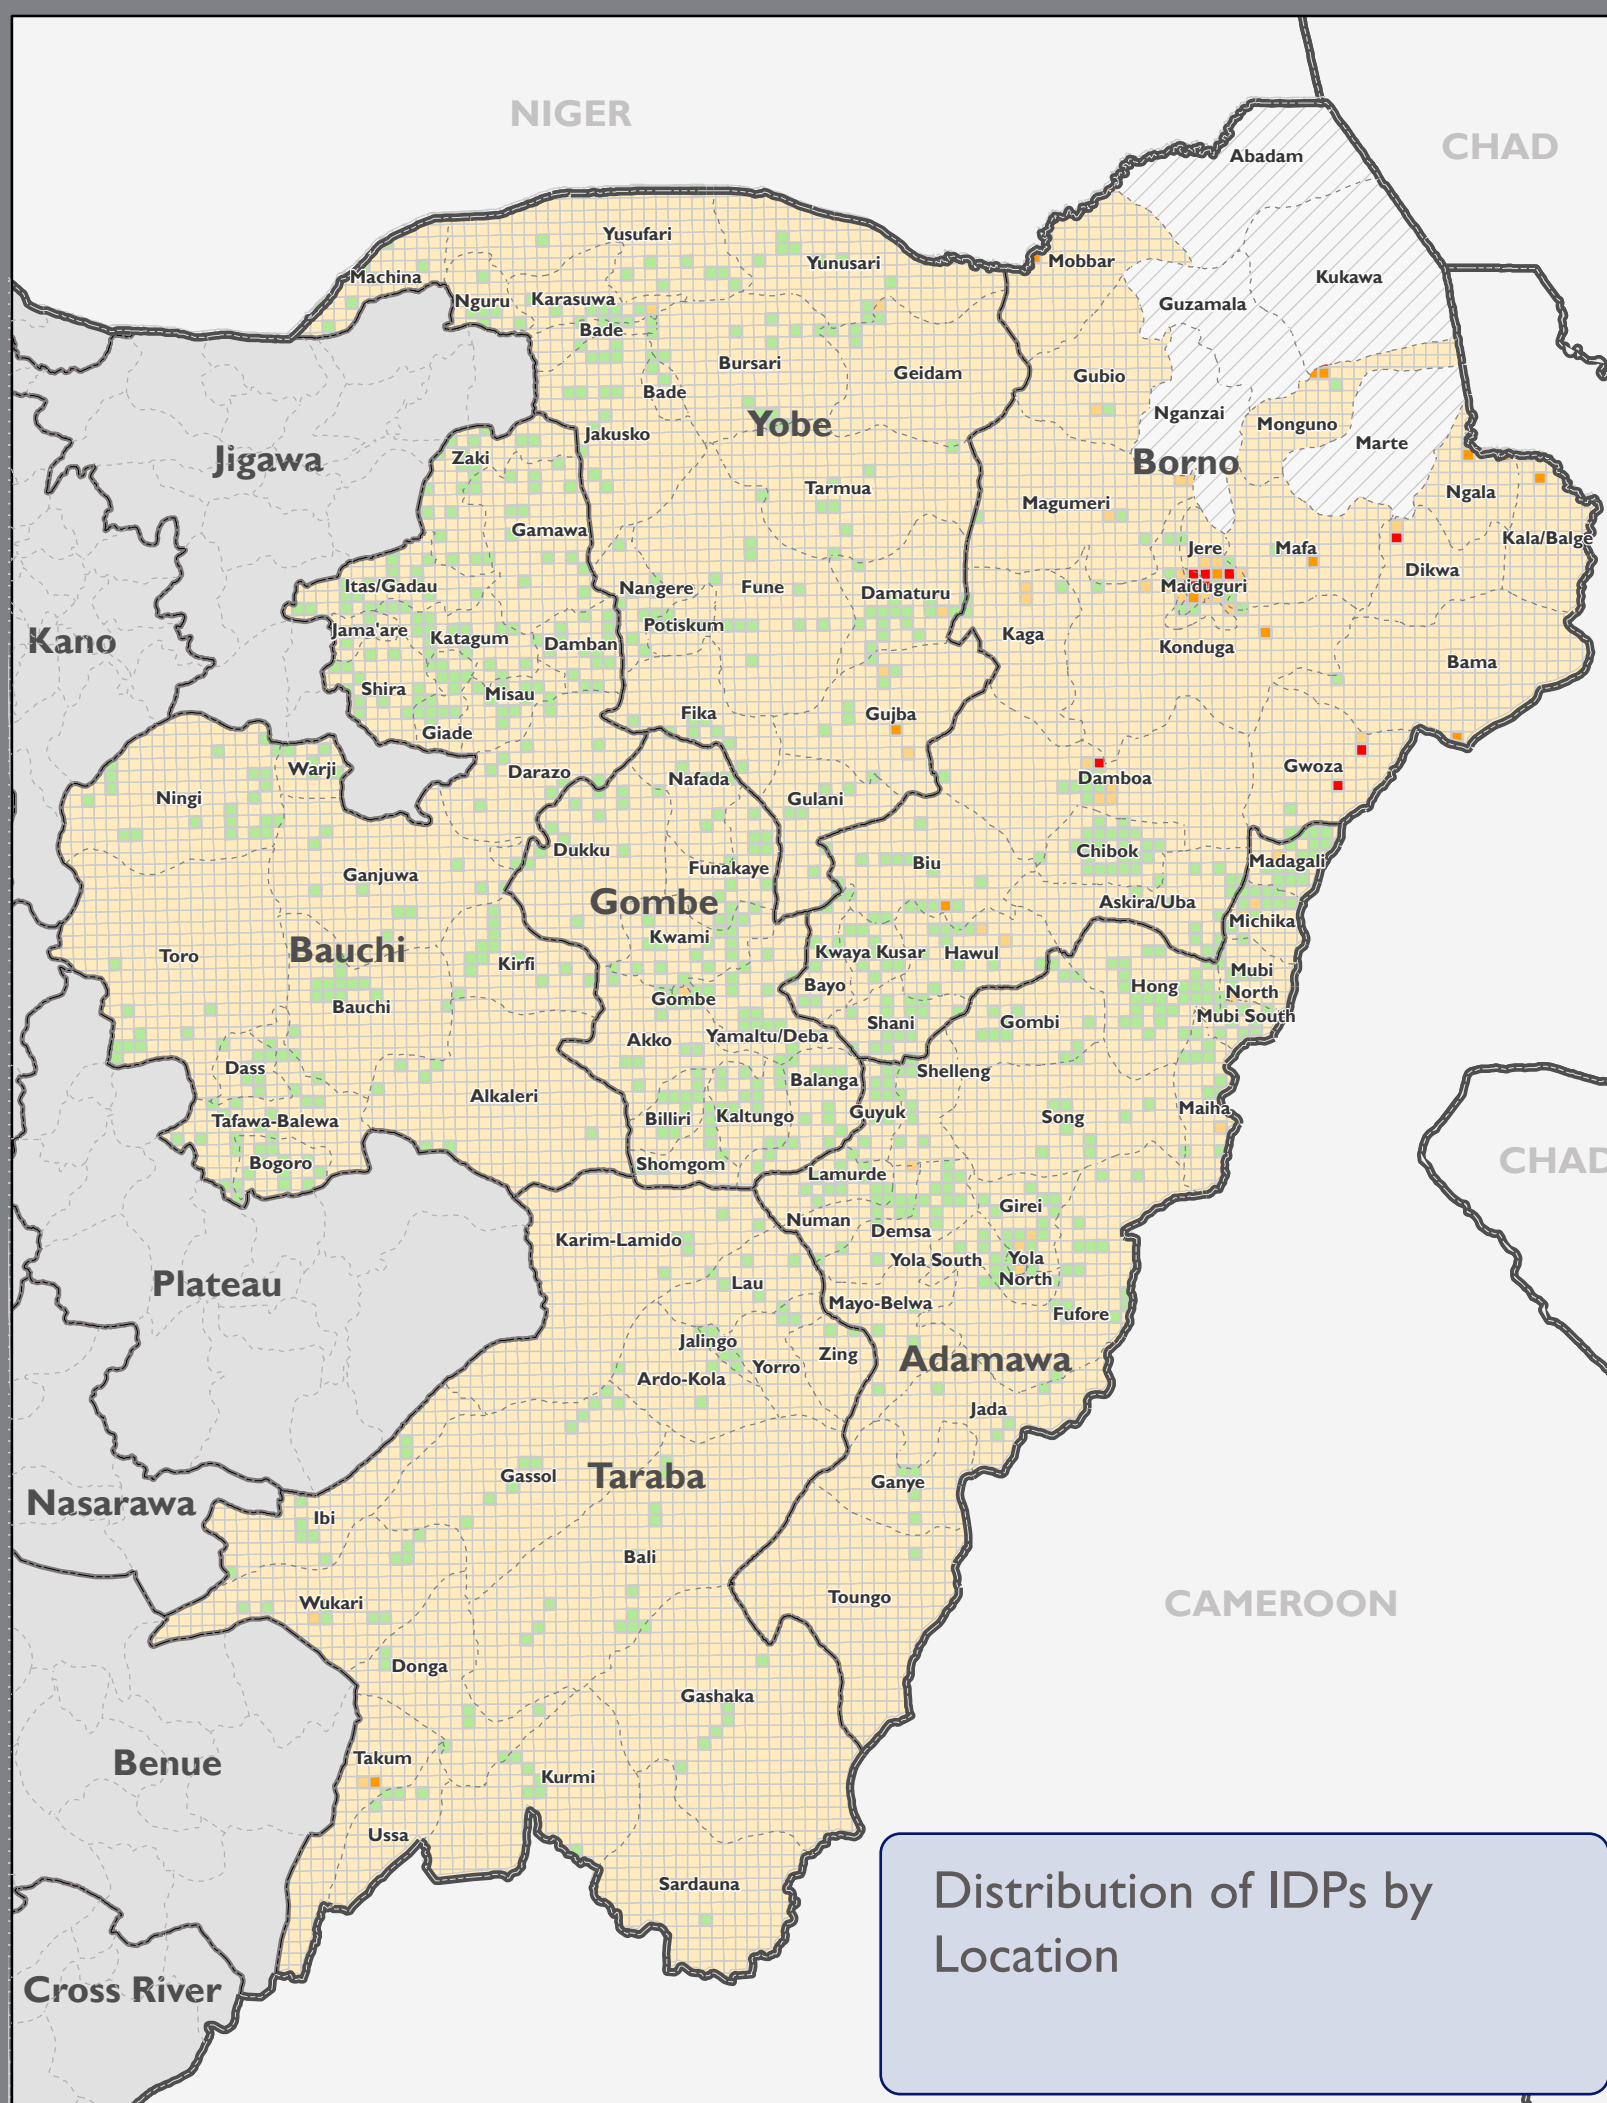 NIGER
CHAD
Abadam
Yusufari
Mobbar
Yunusari
Machina
Kukawa
Nguru
Karasuwa
Guzamala
Bade
Bursari
Geidam
Gubio
Bade
Nganzai
Yobe
Monguno
Jakusko
Marte
Jigawa
Zaki
Borno
Tarmua
Ngala
Magumeri
Gamawa
Kala/Balge
Jere
Mafa
Dikwa
Itas/Gadau
Nangere
Fune
Maiduguri
Damaturu
Potiskum
Jama'are
Kaga
Katagum
Kano
Damban
Konduga
Bama
Shira
Misau
Fika
Gujba
Giade
Gwoza
Warji
Darazo
Nafada
Damboa
Ningi
Gulani
Dukku
Chibok
Madagali
Biu
Funakaye
Ganjuwa
Gombe
Askira/Uba
Michika
Kwami
Bauchi
Toro
Kwaya Kusar
Hawul
Kirfi
Mubi
North
Bayo
Hong
Gombe
Bauchi
Mubi South
Shani
Gombi
Akko
Yamaltu/Deba
Dass
Shelleng
Balanga
Alkaleri
Maiha
Guyuk
Kaltungo
Song
Billiri
Tafawa-Balewa
CHAD
Bogoro
Shomgom
Lamurde
Girei
Numan
Demsa
Karim-Lamido
Yola South
Yola
North
Plateau
Lau
Mayo-Belwa
Fufore
Jalingo
Zing
Adamawa
Yorro
Ardo-Kola
Jada
Gassol
Taraba
Ganye
Nasarawa
Ibi
Bali
Toungo
Wukari
CAMEROON
Donga
Gashaka
Takum
Benue
Kurmi
Ussa
Sardauna
Distribution of IDPs by
Location
Cross River